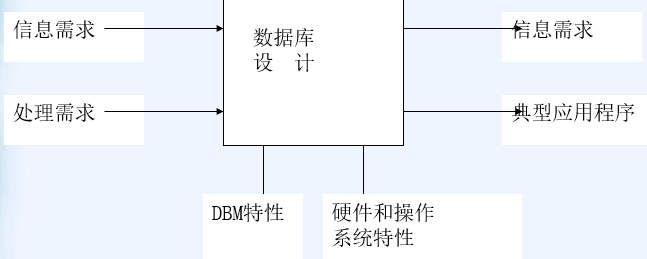 信息需求
数据库
设 计
信息需求
处理需求
典型应用程序
DBM特性
硬件和操作
系统特性